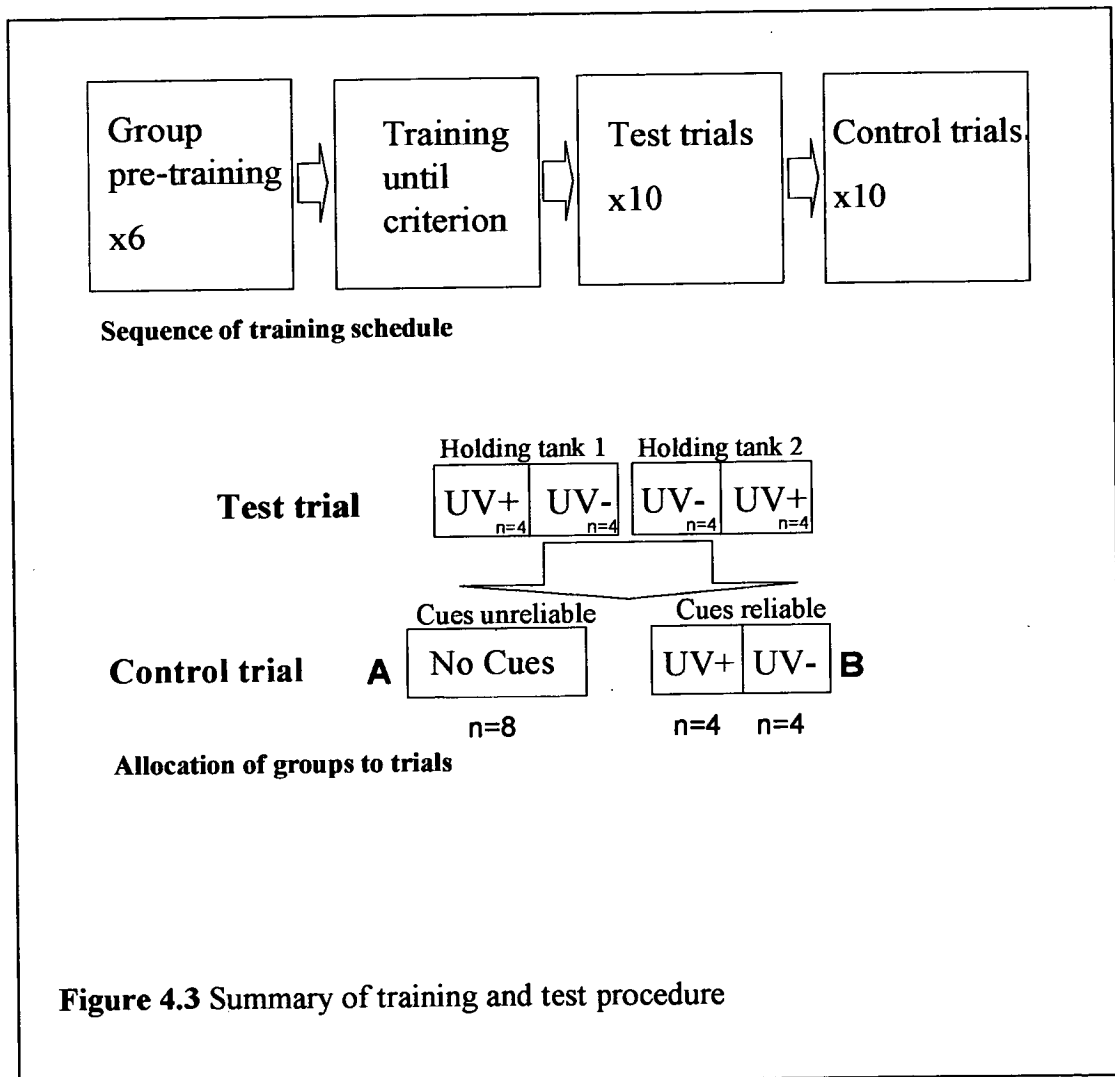 Group
pre-training
x6
Training
until
criterion
Test trials
x10
Control trials
x10
Sequence of training schedule
Holding tank 1 Holding tank 2
Test trial
UV+ UV- UV- UV+
n=4 n=4 n=4 n=4
Cues unreliable Cues reliable
Control trial A No Cues UV+ UV- B
n=8 n=4 n=4
Allocation of groups to trials
Figure 4.3 Summary of training and test procedure